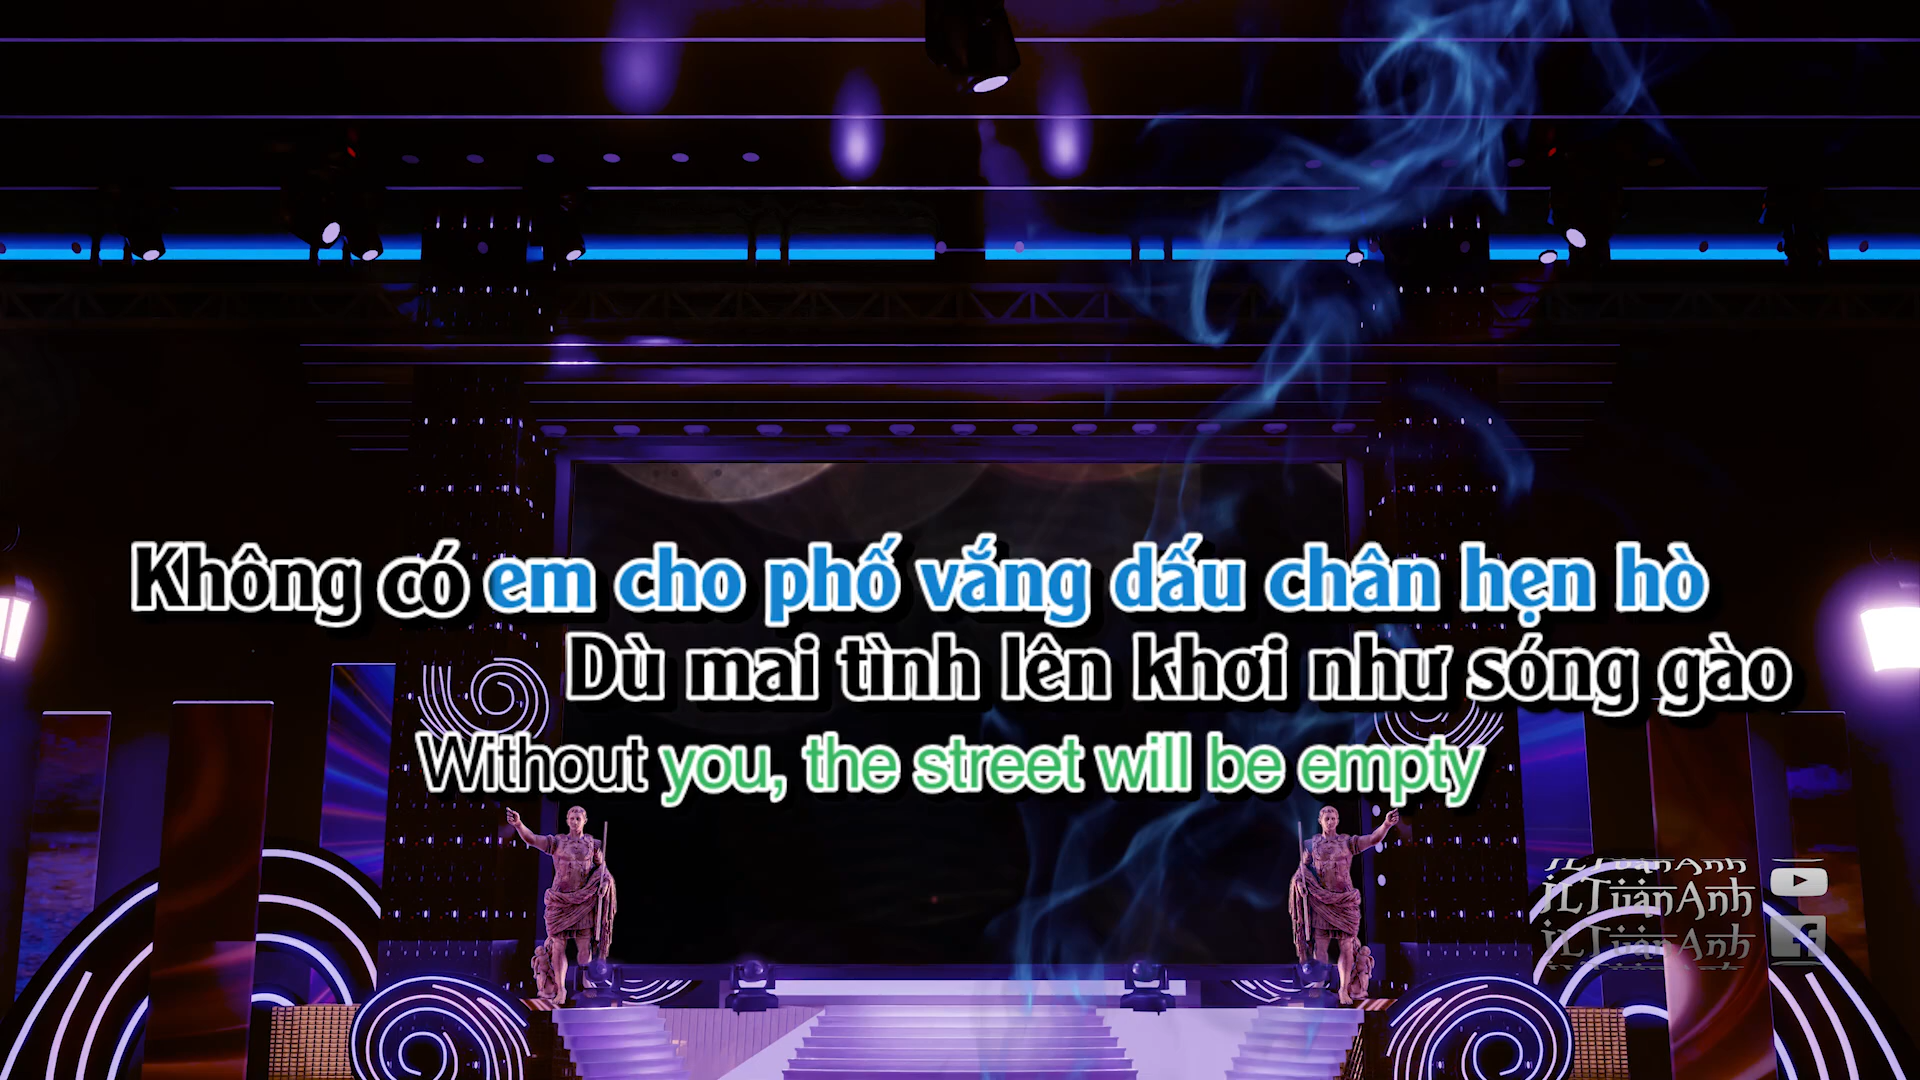 Không có em cho phố vắng dấu chân hẹn hò
Dù mai tình lên khơi như sóng gào
Without you, the street will be empty
iLTuấnAnh